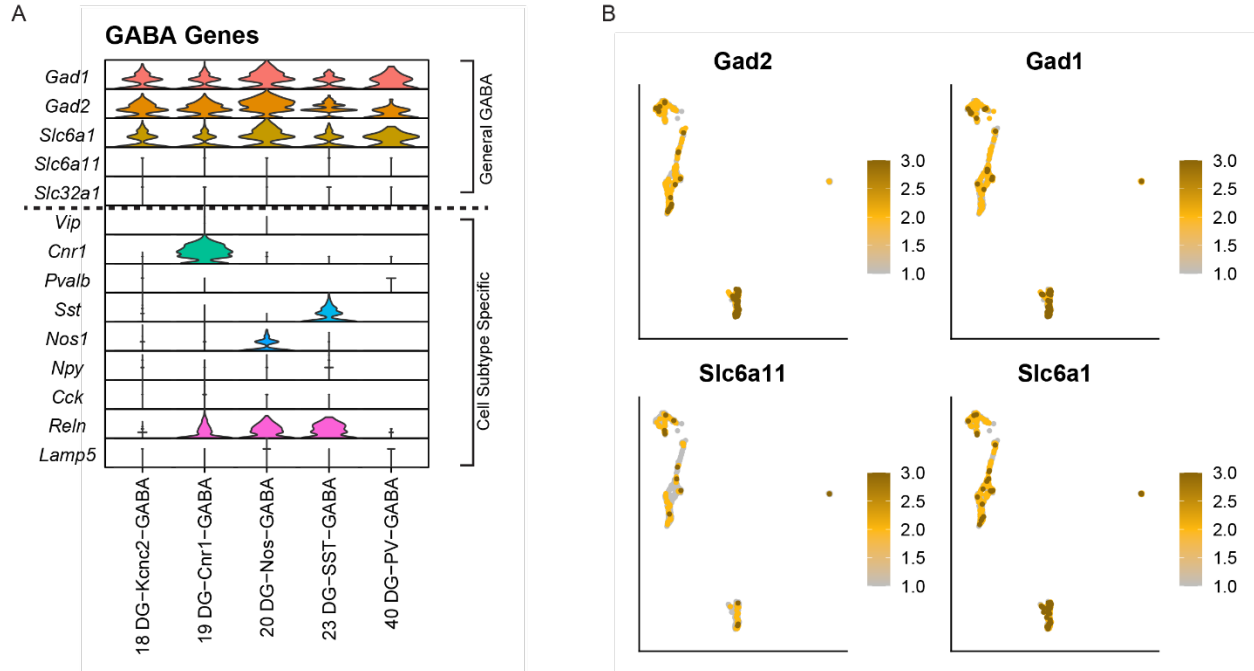 A
GABA Genes
Gad1
Gad2
Slc6a1
Slc6a11
Slc32a1
Vip
Cnr1
Pvalb
Sst
Nos1
Npy
Cck
Reln
Lamp5
General GABA
Cell Subtype Specific
18 DG−Kcnc2−GABA
19 DG−Cnr1−GABA
20 DG−Nos−GABA
23 DG−SST−GABA
40 DG−PV−GABA
B
Gad2
3.0
2.5
2.0
1.5
1.0
Gad1
3.0
2.5
2.0
1.5
1.0
Slc6a11
3.0
2.5
2.0
1.5
1.0
Slc6a1
3.0
2.5
2.0
1.5
1.0